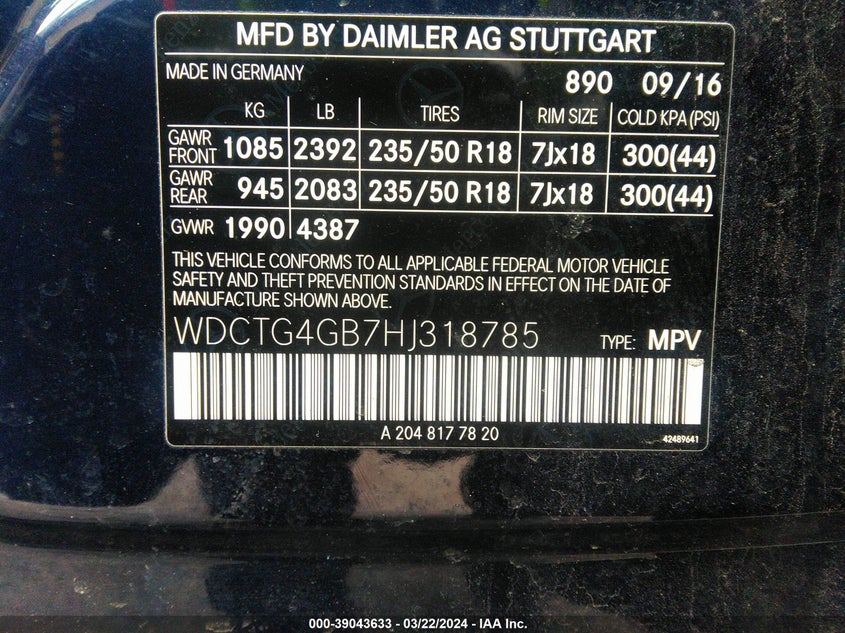 MFD BY DAIMLER AG STUTTGART
MADE IN GERMANY 890 09/16
KG LB TIRES RIM SIZE COLD KPA (PSI)
GAWR FRONT 1085 2392 235/50 R18 7Jx18 300(44)
GAWR REAR 945 2083 235/50 R18 7Jx18 300(44)
GVWR 1990 4387
THIS VEHICLE CONFORMS TO ALL APPLICABLE FEDERAL MOTOR VEHICLE
SAFETY AND THEFT PREVENTION STANDARDS IN EFFECT ON THE DATE OF
MANUFACTURE SHOWN ABOVE.
WDCTG4GB7HJ318785 TYPE: MPV
A 204 817 78 20
42489641
000-39043633 - 03/22/2024 - IAA Inc.